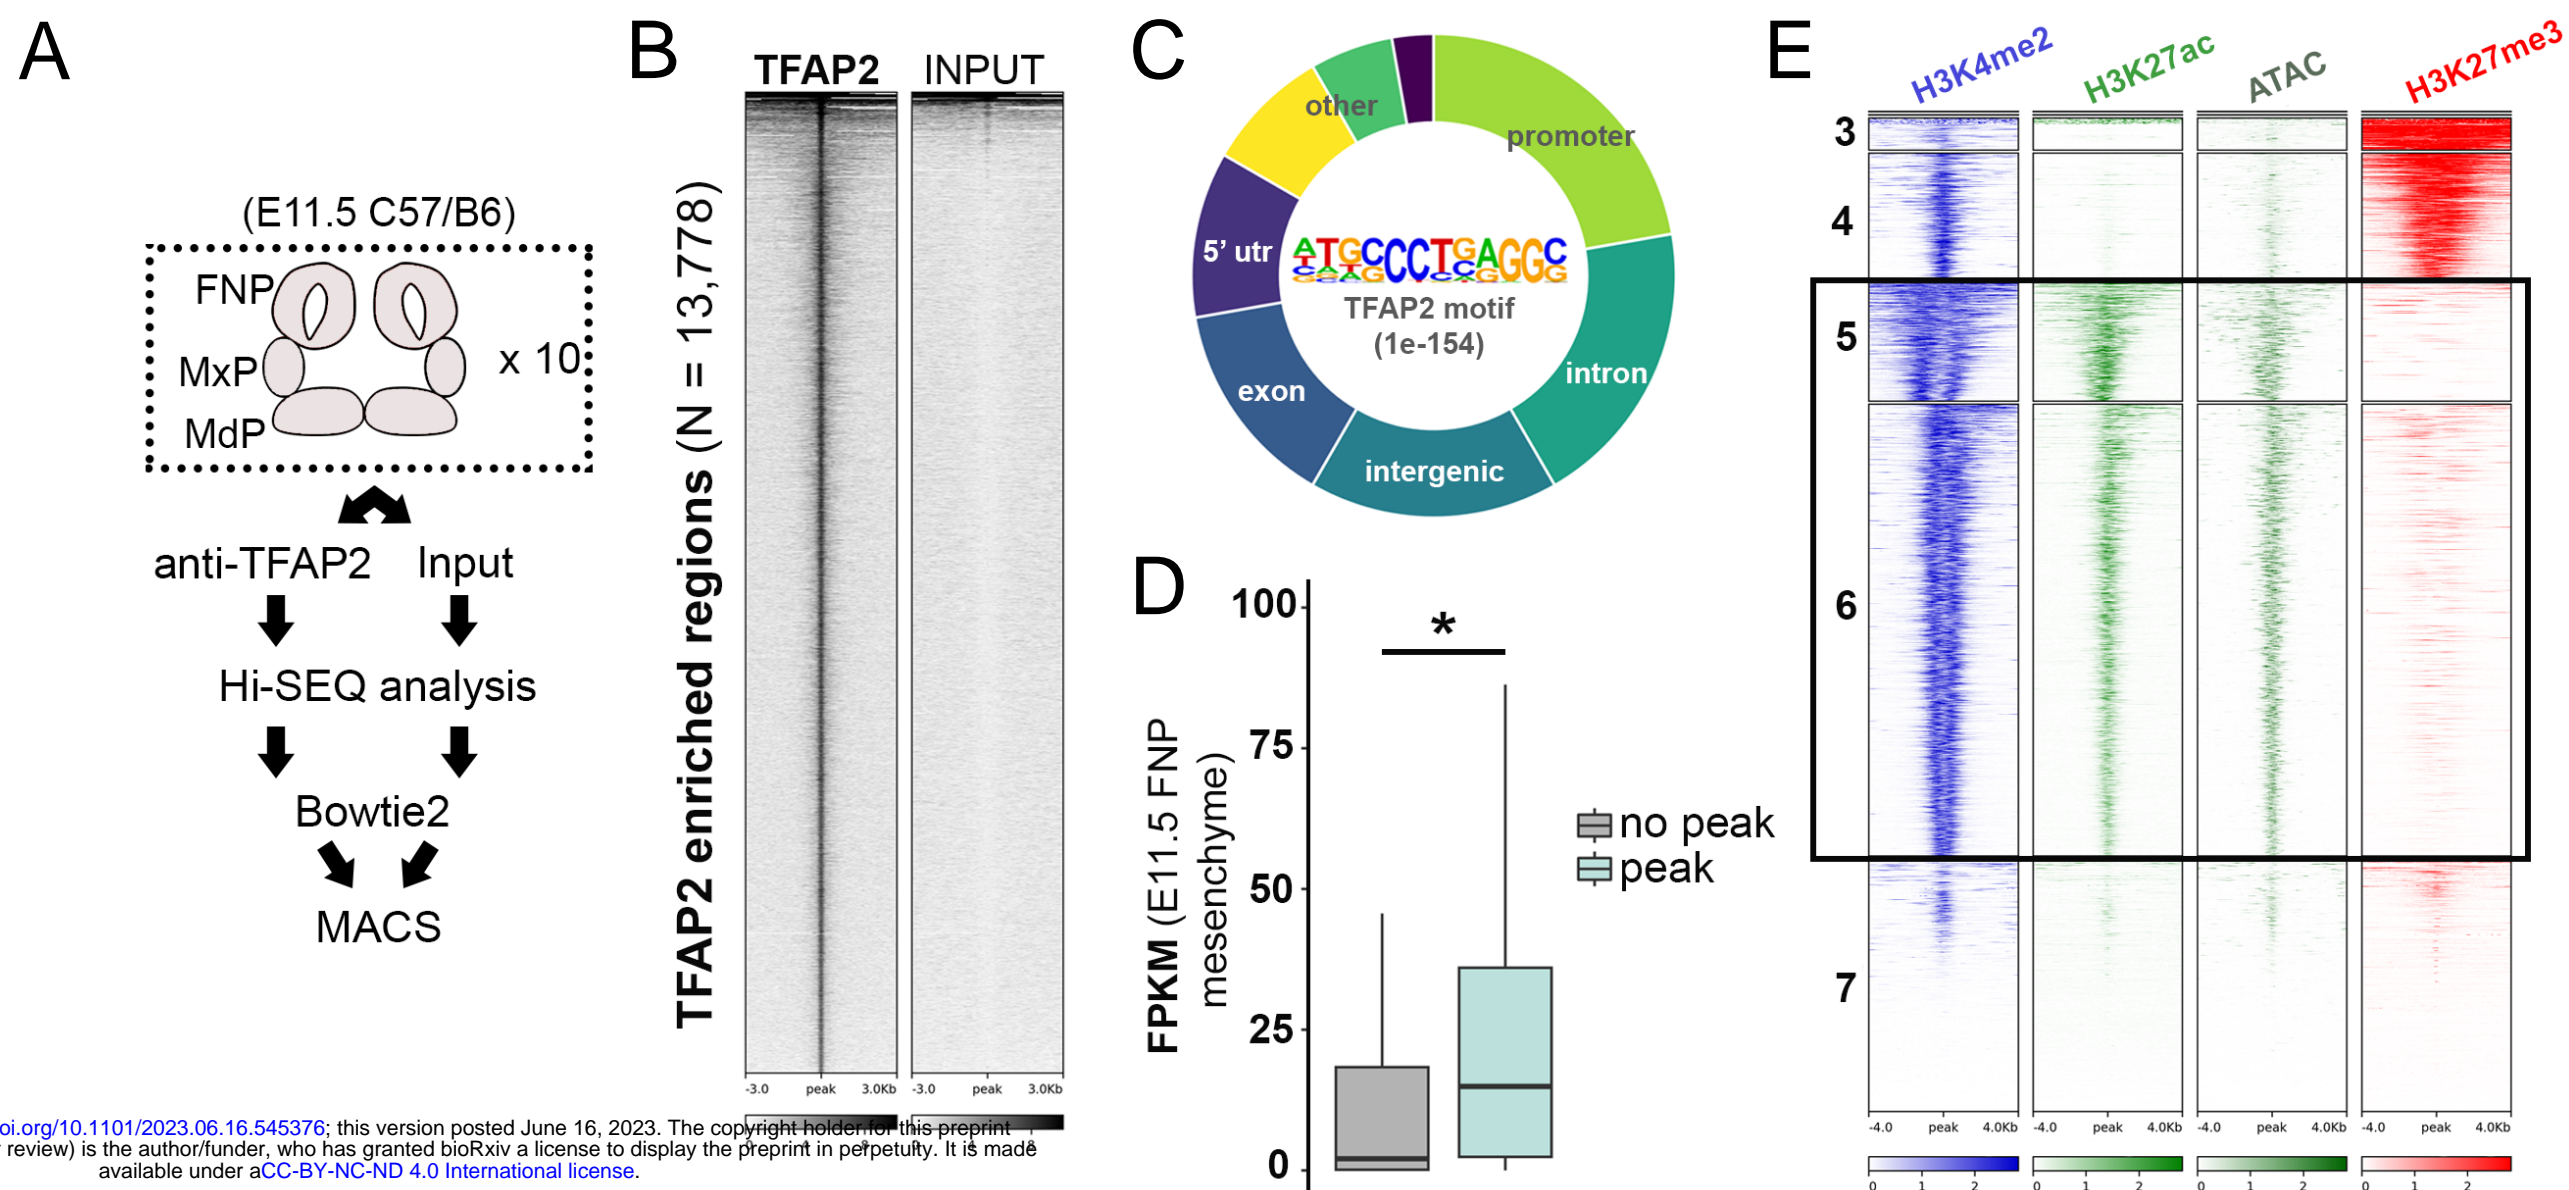 A
(E11.5 C57/B6)
FNP
MxP
MdP
x 10
anti-TFAP2
Input
Hi-SEQ analysis
Bowtie2
MACS
B
TFAP2
INPUT
TFAP2 enriched regions (N = 13,778)
-3.0 peak 3.0Kb
-3.0 peak 3.0Kb
C
other
promoter
5' utr
intron
exon
intergenic
TFAP2 motif
(1e-154)
D
FPKM (E11.5 FNP
mesenchyme)
100
75
50
25
0
*
no peak
peak
E
H3K4me2
H3K27ac
ATAC
H3K27me3
3
4
5
6
7
-4.0 peak 4.0Kb
-4.0 peak 4.0Kb
-4.0 peak 4.0Kb
-4.0 peak 4.0Kb
0 1 2
0 1 2
0 1 2
0 1 2
oi.org/10.1101/2023.06.16.545376; this version posted June 16, 2023. The copyright holder for this preprint
review) is the author/funder, who has granted bioRxiv a license to display the preprint in perpetuity. It is made
available under aCC-BY-NC-ND 4.0 International license.